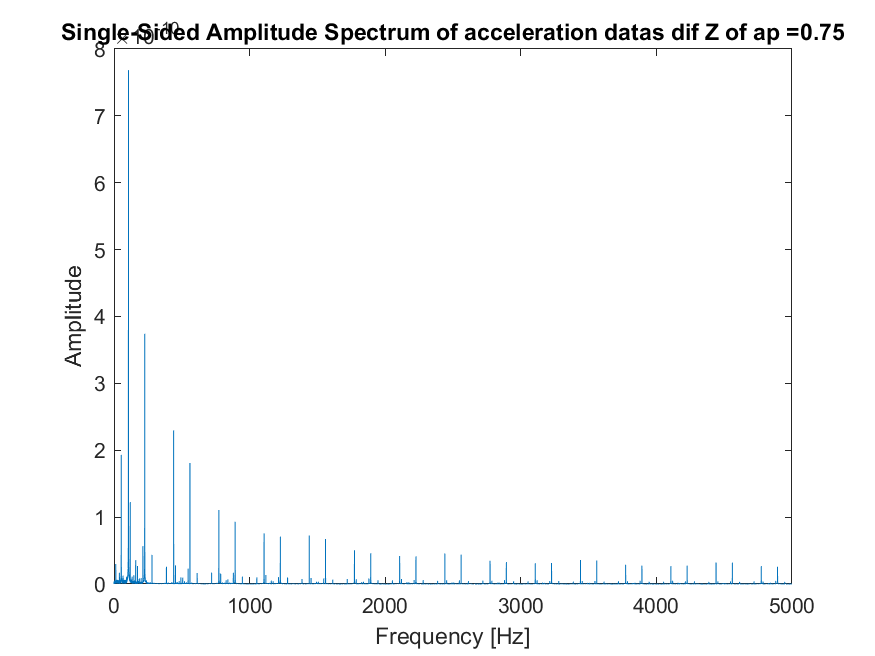 Single-Sided Amplitude Spectrum of acceleration datas dif Z of ap =0.75
8
7
6
5
4
3
2
1
0
Amplitude
0 1000 2000 3000 4000 5000
Frequency [Hz]